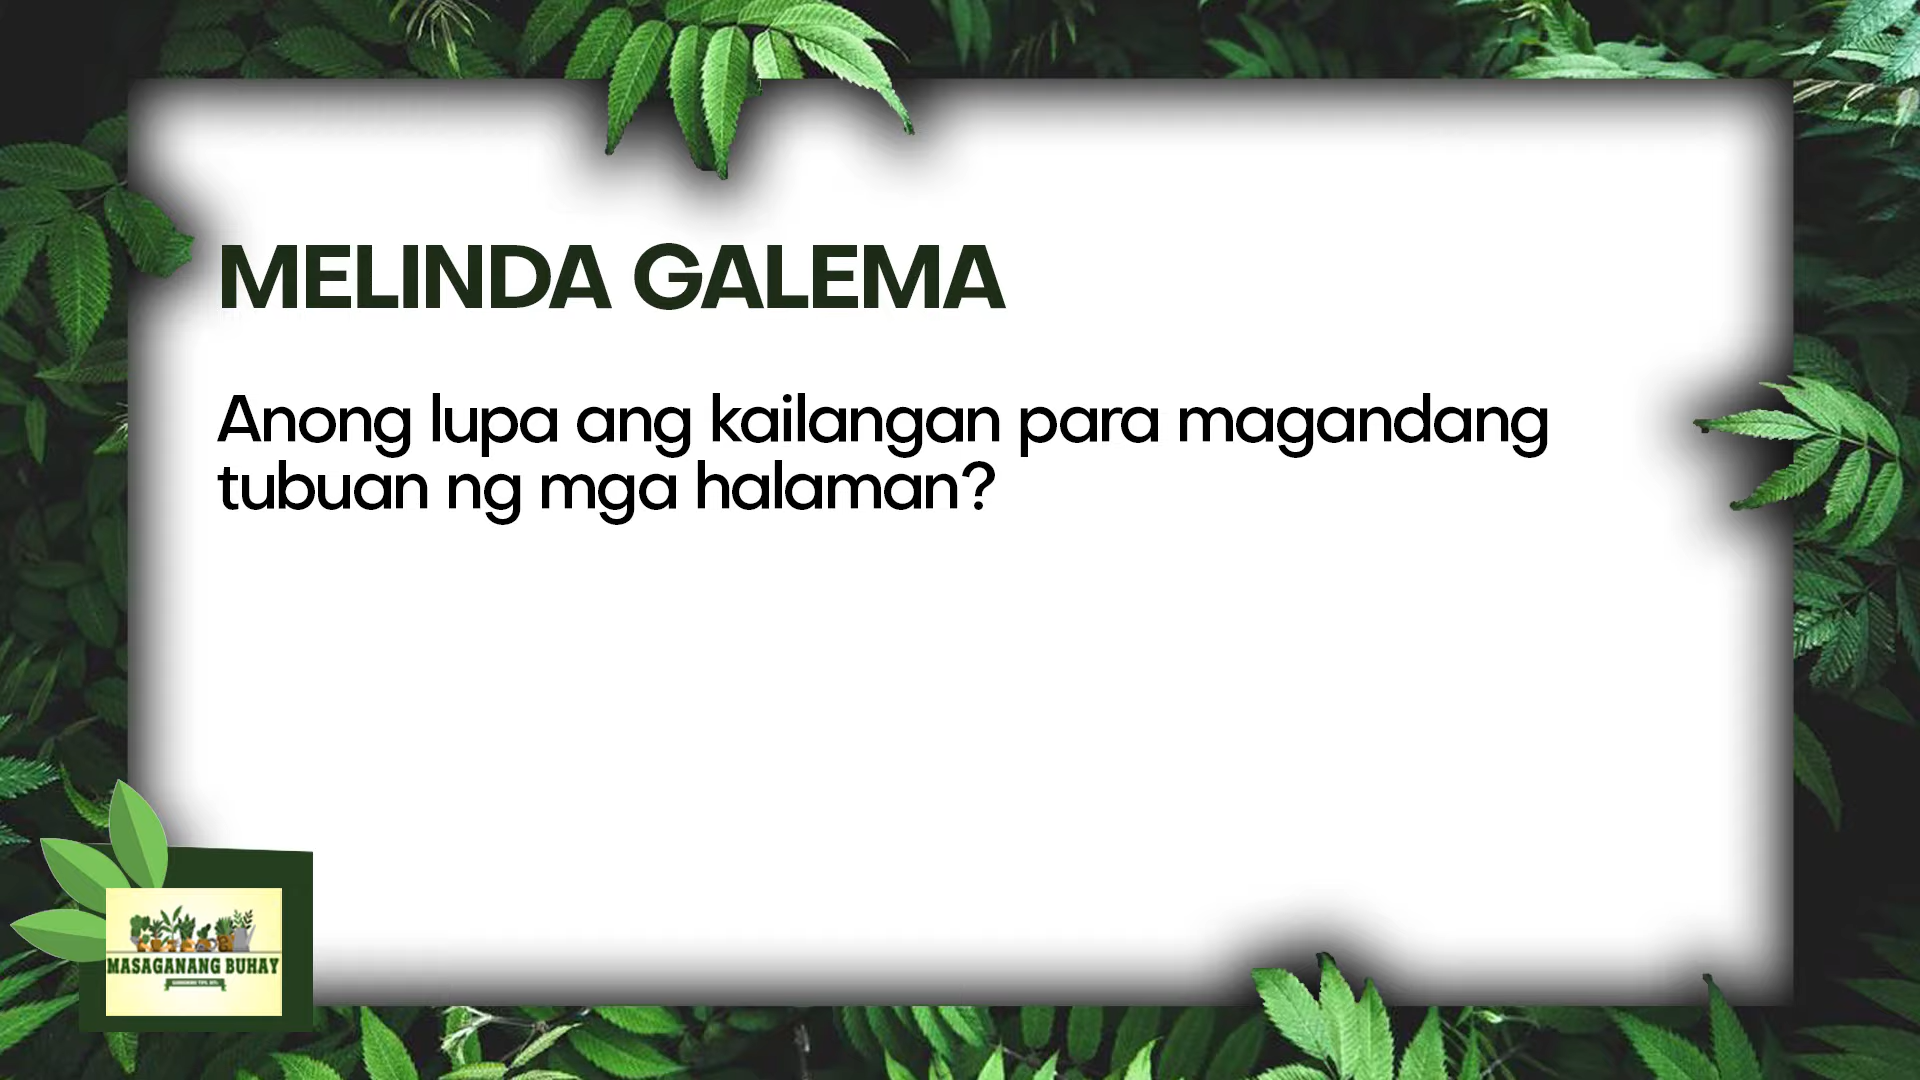 MELINDA GALEMA
Anong lupa ang kailangan para magandang
tubuan ng mga halaman?
MASAGANANG BUHAY